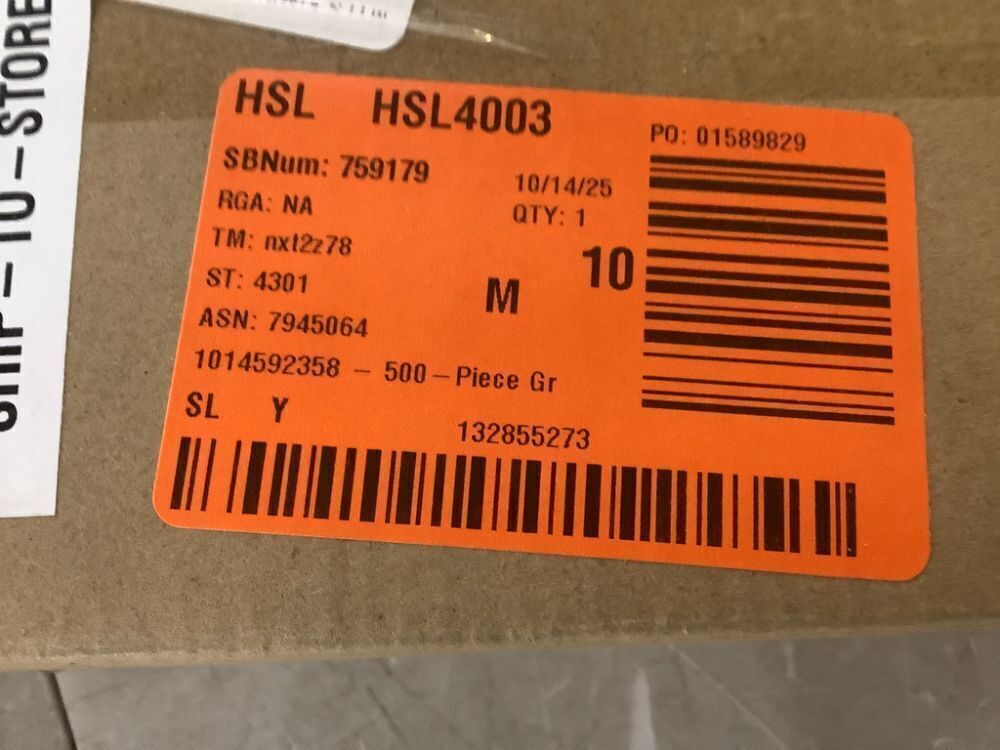 SHIP-TO-STORE
HSL HSL4003
PO: 01589829
SBNum: 759179
10/14/25
RGA: NA
QTY: 1
TM: nxt2z78
10
ST: 4301
M
ASN: 7945064
1014592358 - 500-Piece Gr
SL Y
132855273